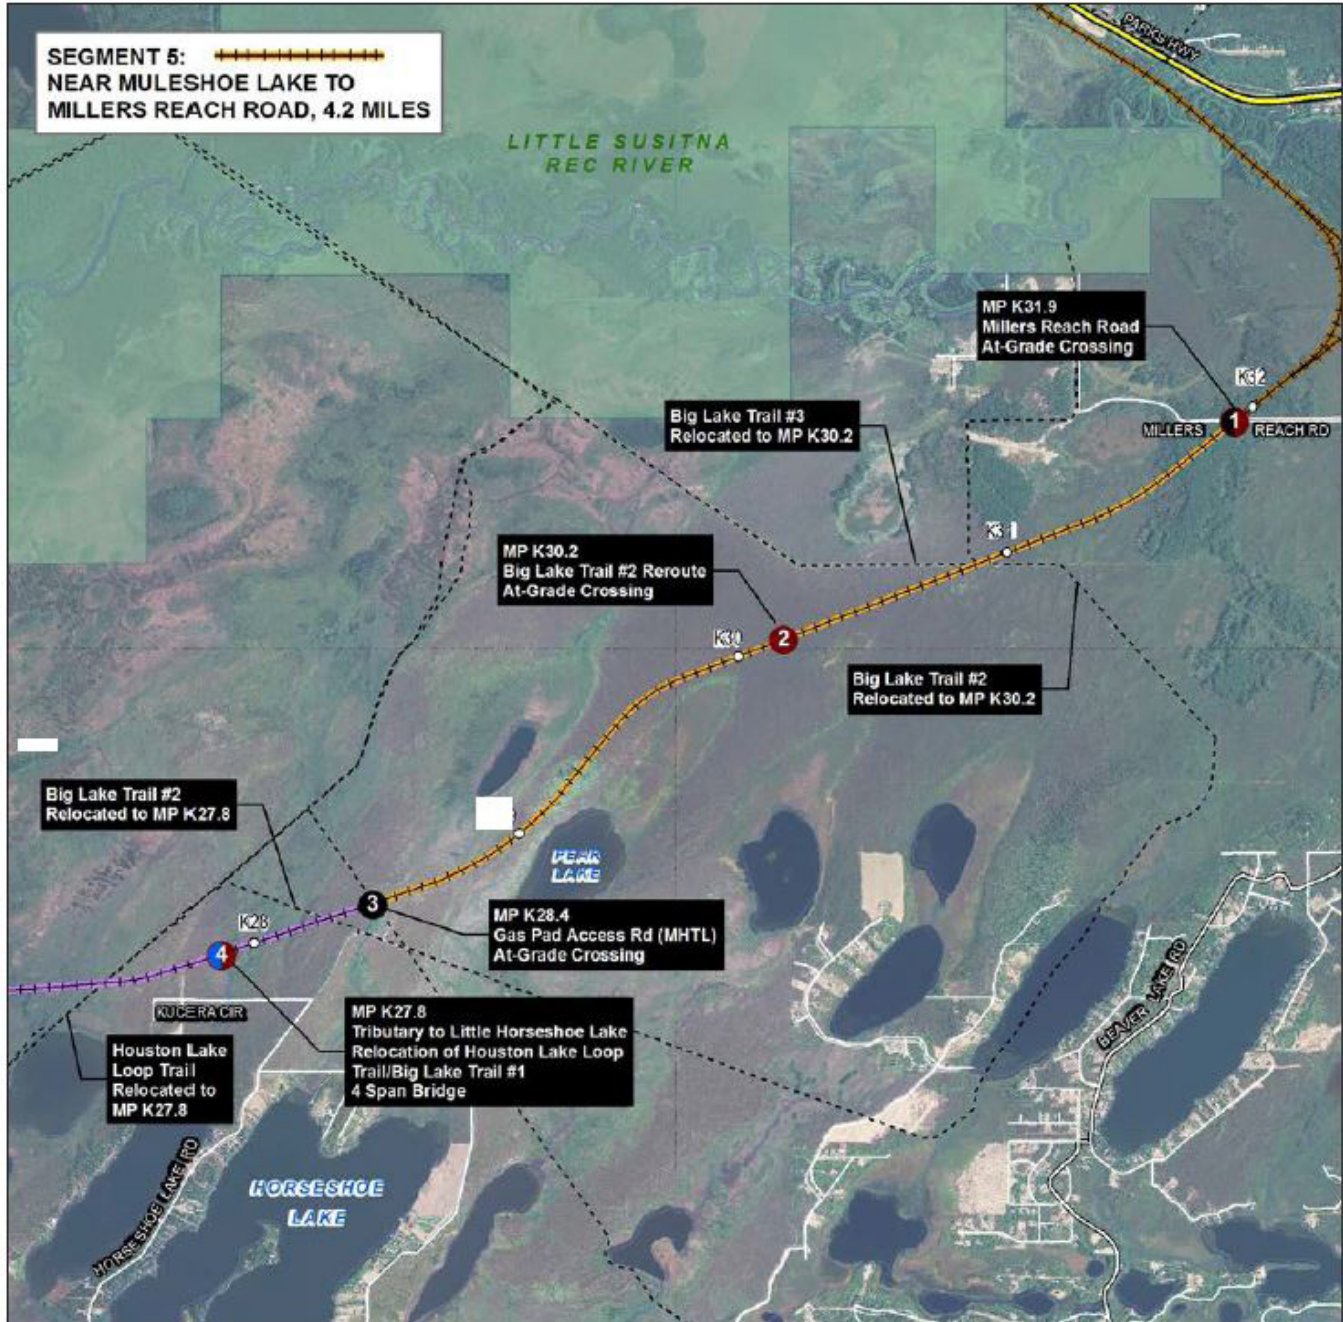 SEGMENT 5:
NEAR MULESHOE LAKE TO
MILLERS REACH ROAD, 4.2 MILES
PARKS HWY
LITTLE SUSITNA
REC RIVER
MP K31.9
Millers Reach Road
At-Grade Crossing
K32
1
MILLERS
REACH RD
Big Lake Trail #3
Relocated to MP K30.2
K31
MP K30.2
Big Lake Trail #2 Reroute
At-Grade Crossing
2
K30
Big Lake Trail #2
Relocated to MP K30.2
Big Lake Trail #2
Relocated to MP K27.8
PEAR
LAKE
3
MP K28.4
Gas Pad Access Rd (MHTL)
At-Grade Crossing
K28
4
KUCERA CIR
MP K27.8
Tributary to Little Horseshoe Lake
Relocation of Houston Lake Loop
Trail/Big Lake Trail #1
4 Span Bridge
Houston Lake
Loop Trail
Relocated to
MP K27.8
BEAVER LAKE RD
HORSESHOE LAKE RD
HORSESHOE
LAKE